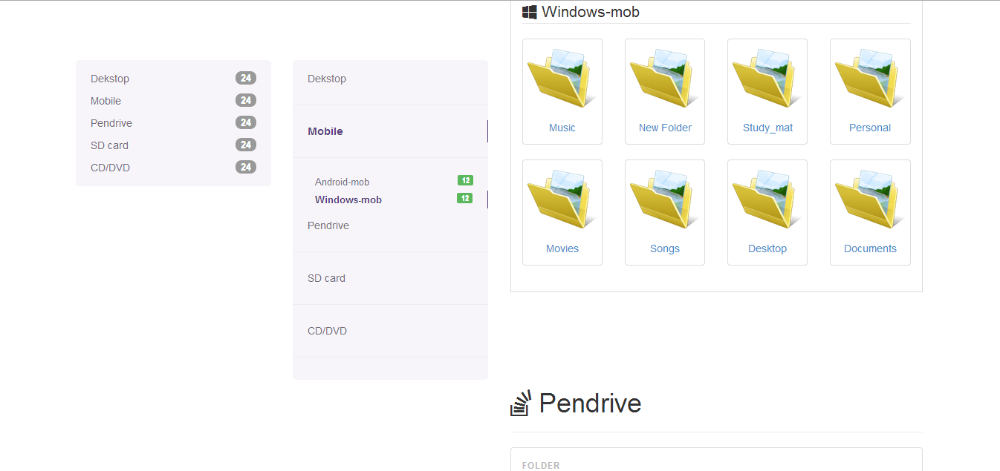 Dekstop 24
Mobile 24
Pendrive 24
SD card 24
CD/DVD 24
Dekstop
Mobile
Android-mob 12
Windows-mob 12
Pendrive
SD card
CD/DVD
Windows-mob
Music New Folder Study_mat Personal
Movies Songs Desktop Documents
Pendrive
FOLDER